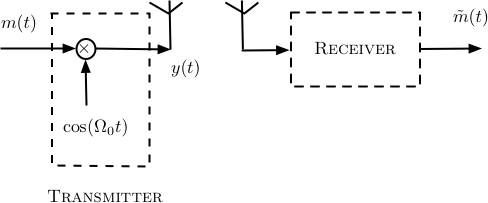 m(t)
m̃(t)
×
RECEIVER
y(t)
cos(Ω₀t)
TRANSMITTER